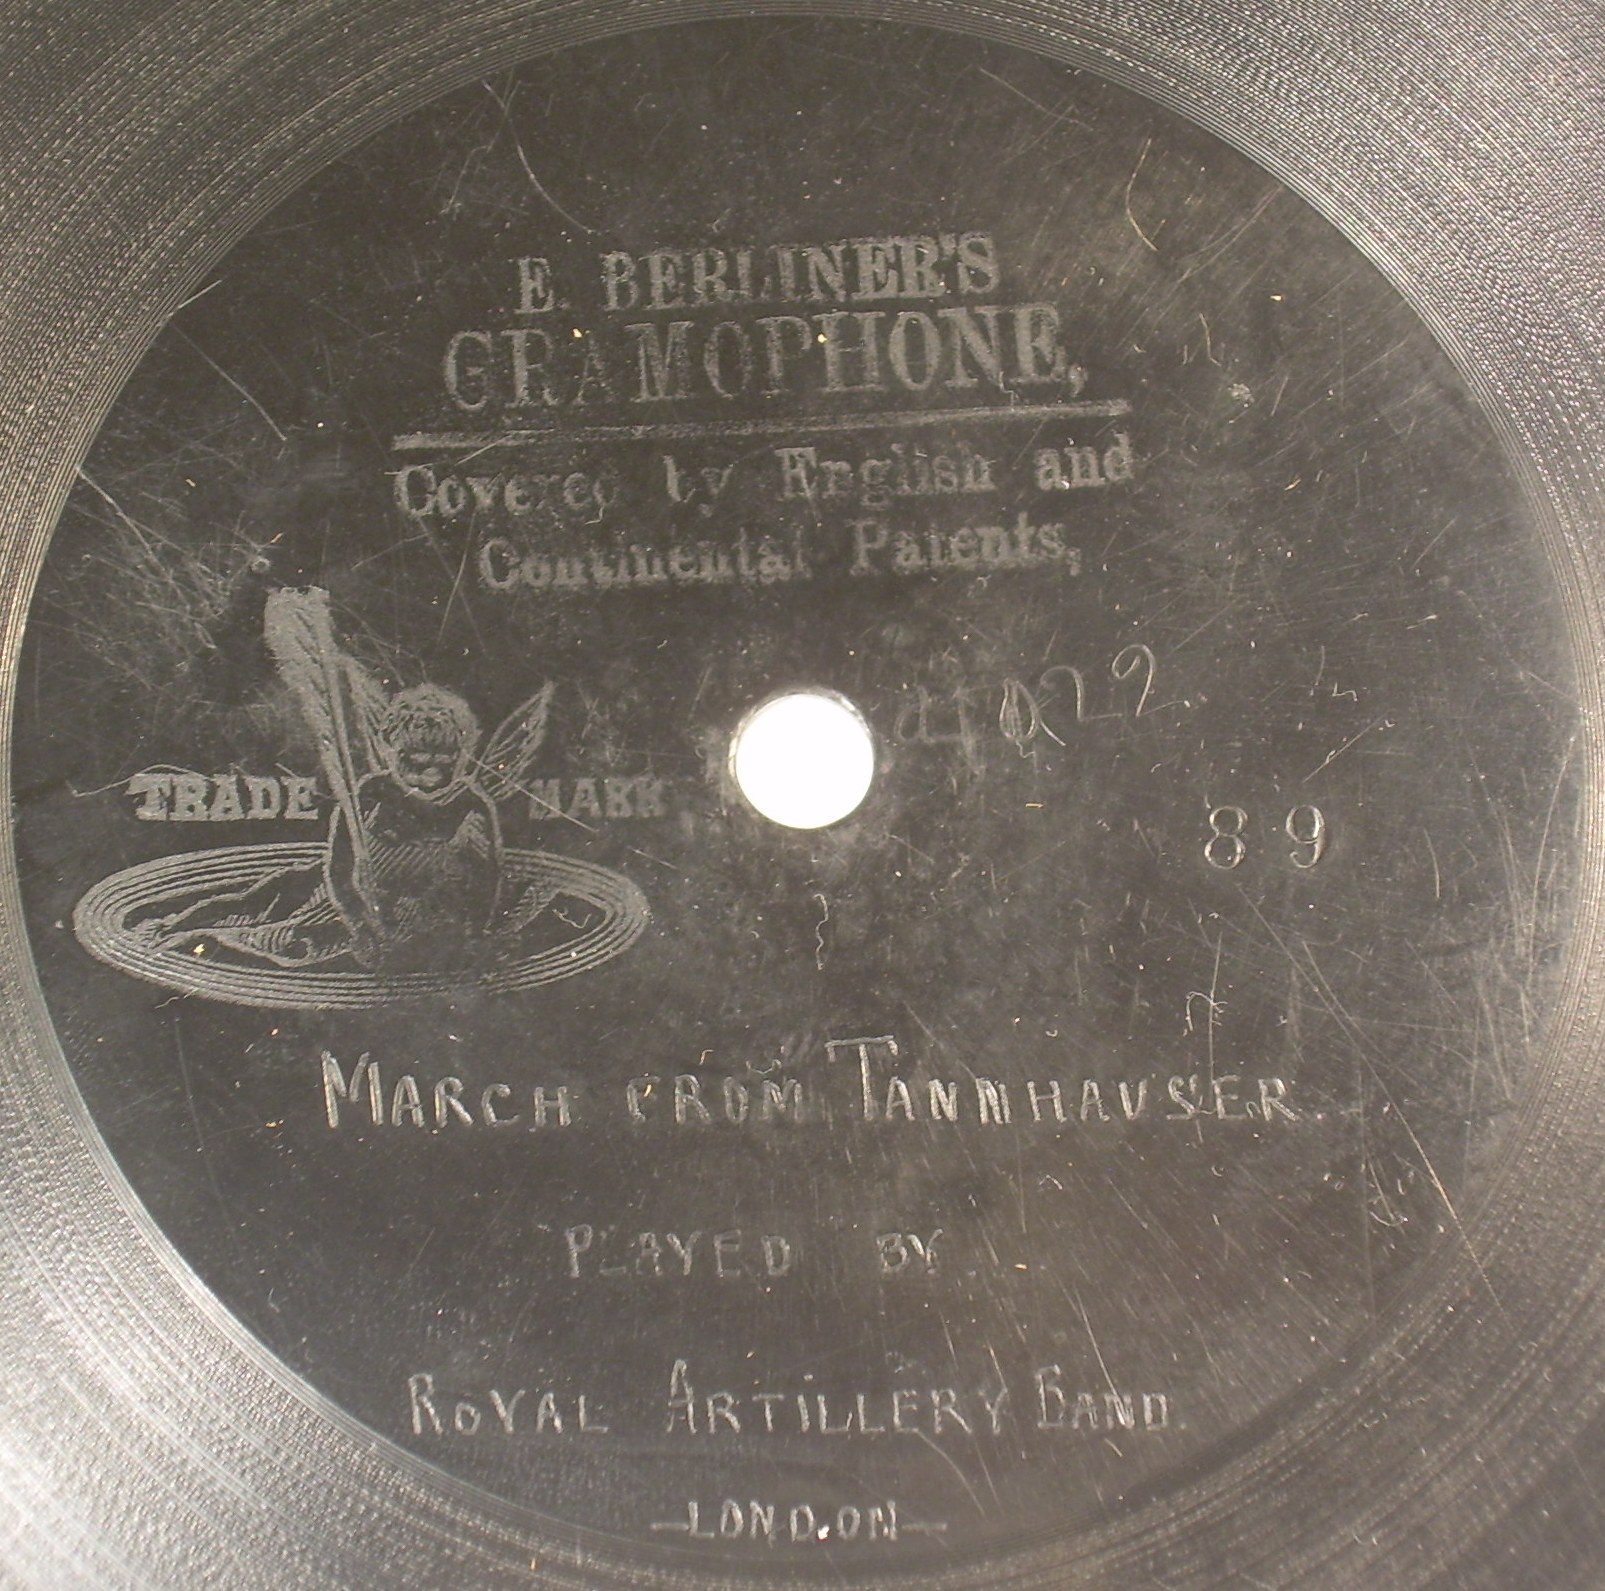 E. BERLINER'S
GRAMOPHONE,
Covered by English and
Continental Patents,
TRADE MARK
89
MARCH FROM TANNHAUSER.
PLAYED BY
ROYAL ARTILLERY BAND.
—LONDON—